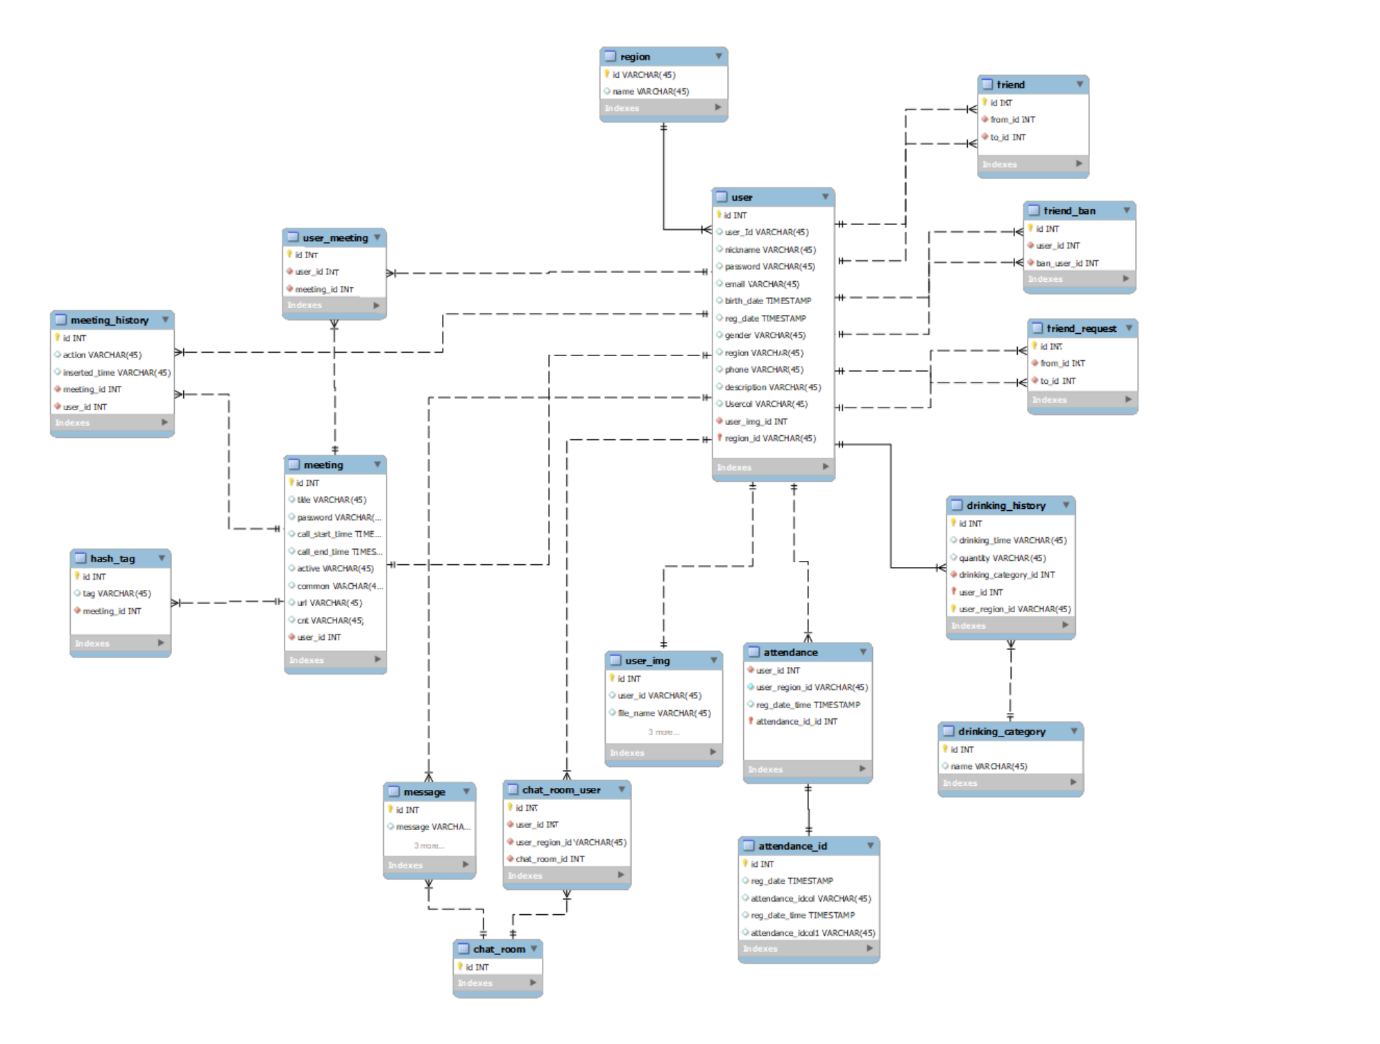 region
id VARCHAR(45)
name VARCHAR(45)
Indexes
friend
id INT
from_id INT
to_id INT
Indexes
user
id INT
user_Id VARCHAR(45)
nickname VARCHAR(45)
password VARCHAR(45)
email VARCHAR(45)
birth_date TIMESTAMP
reg_date TIMESTAMP
gender VARCHAR(45)
region VARCHAR(45)
phone VARCHAR(45)
description VARCHAR(45)
Usercol VARCHAR(45)
user_img_id INT
region_id VARCHAR(45)
Indexes
friend_ban
id INT
user_id INT
ban_user_id INT
Indexes
user_meeting
id INT
user_id INT
meeting_id INT
Indexes
meeting_history
id INT
action VARCHAR(45)
inserted_time VARCHAR(45)
meeting_id INT
user_id INT
Indexes
friend_request
id INT
from_id INT
to_id INT
Indexes
meeting
id INT
title VARCHAR(45)
password VARCHAR(...
call_start_time TIME...
call_end_time TIMES...
active VARCHAR(45)
common VARCHAR(4...
url VARCHAR(45)
cnt VARCHAR(45)
user_id INT
Indexes
drinking_history
id INT
drinking_time VARCHAR(45)
quantity VARCHAR(45)
drinking_category_id INT
user_id INT
user_region_id VARCHAR(45)
Indexes
hash_tag
id INT
tag VARCHAR(45)
meeting_id INT
Indexes
user_img
id INT
user_id VARCHAR(45)
file_name VARCHAR(45)
3 more...
Indexes
attendance
user_id INT
user_region_id VARCHAR(45)
reg_date_time TIMESTAMP
attendance_id_id INT
Indexes
drinking_category
id INT
name VARCHAR(45)
Indexes
message
id INT
message VARCHA...
3 more...
Indexes
chat_room_user
id INT
user_id INT
user_region_id VARCHAR(45)
chat_room_id INT
Indexes
attendance_id
id INT
reg_date TIMESTAMP
attendance_idcol VARCHAR(45)
reg_date_time TIMESTAMP
attendance_idcol1 VARCHAR(45)
Indexes
chat_room
id INT
Indexes